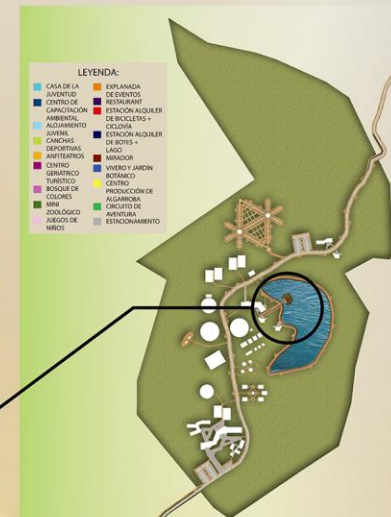 LEYENDA:
CASA DE LA
JUVENTUD
CENTRO DE
CAPACITACIÓN
AMBIENTAL
ALOJAMIENTO
JUVENIL
CANCHAS
DEPORTIVAS
ANFITEATROS
CENTRO
GERIÁTRICO
TURÍSTICO
BOSQUE DE
COLORES
MINI
ZOOLÓGICO
JUEGOS DE
NIÑOS
EXPLANADA
DE EVENTOS
RESTAURANT
ESTACIÓN ALQUILER
DE BICICLETAS +
CICLOVÍA
ESTACIÓN ALQUILER
DE BOTES +
LAGO
MIRADOR
VIVERO Y JARDÍN
BOTÁNICO
CENTRO
PRODUCCIÓN DE
ALGARROBA
CIRCUITO DE
AVENTURA
ESTACIONAMIENTO